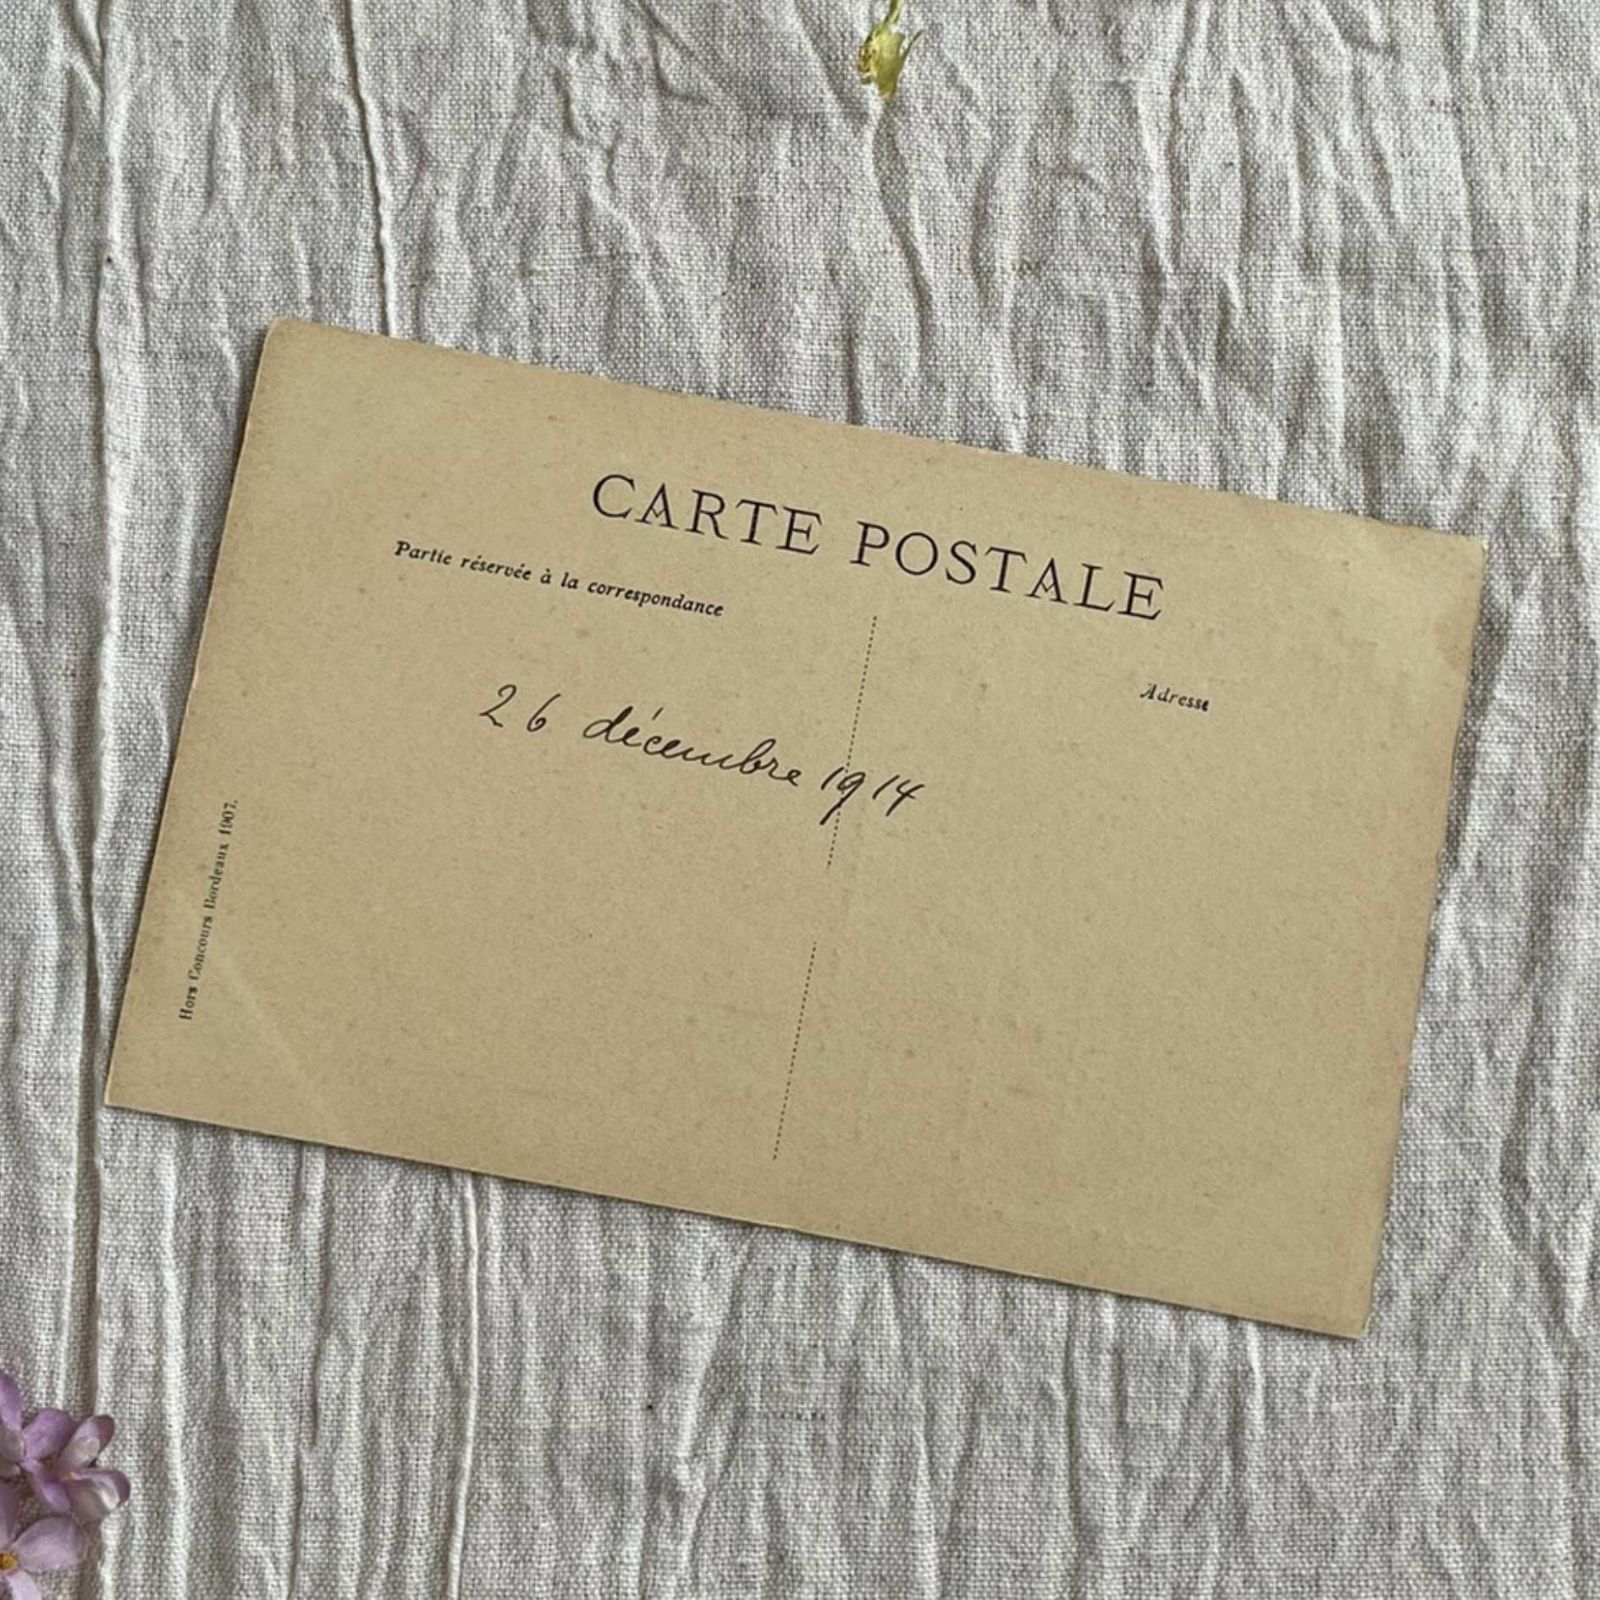 CARTE POSTALE
Partie réservée à la correspondance
Adresse
26 décembre 1914
Hors Concours Bordeaux 1907.